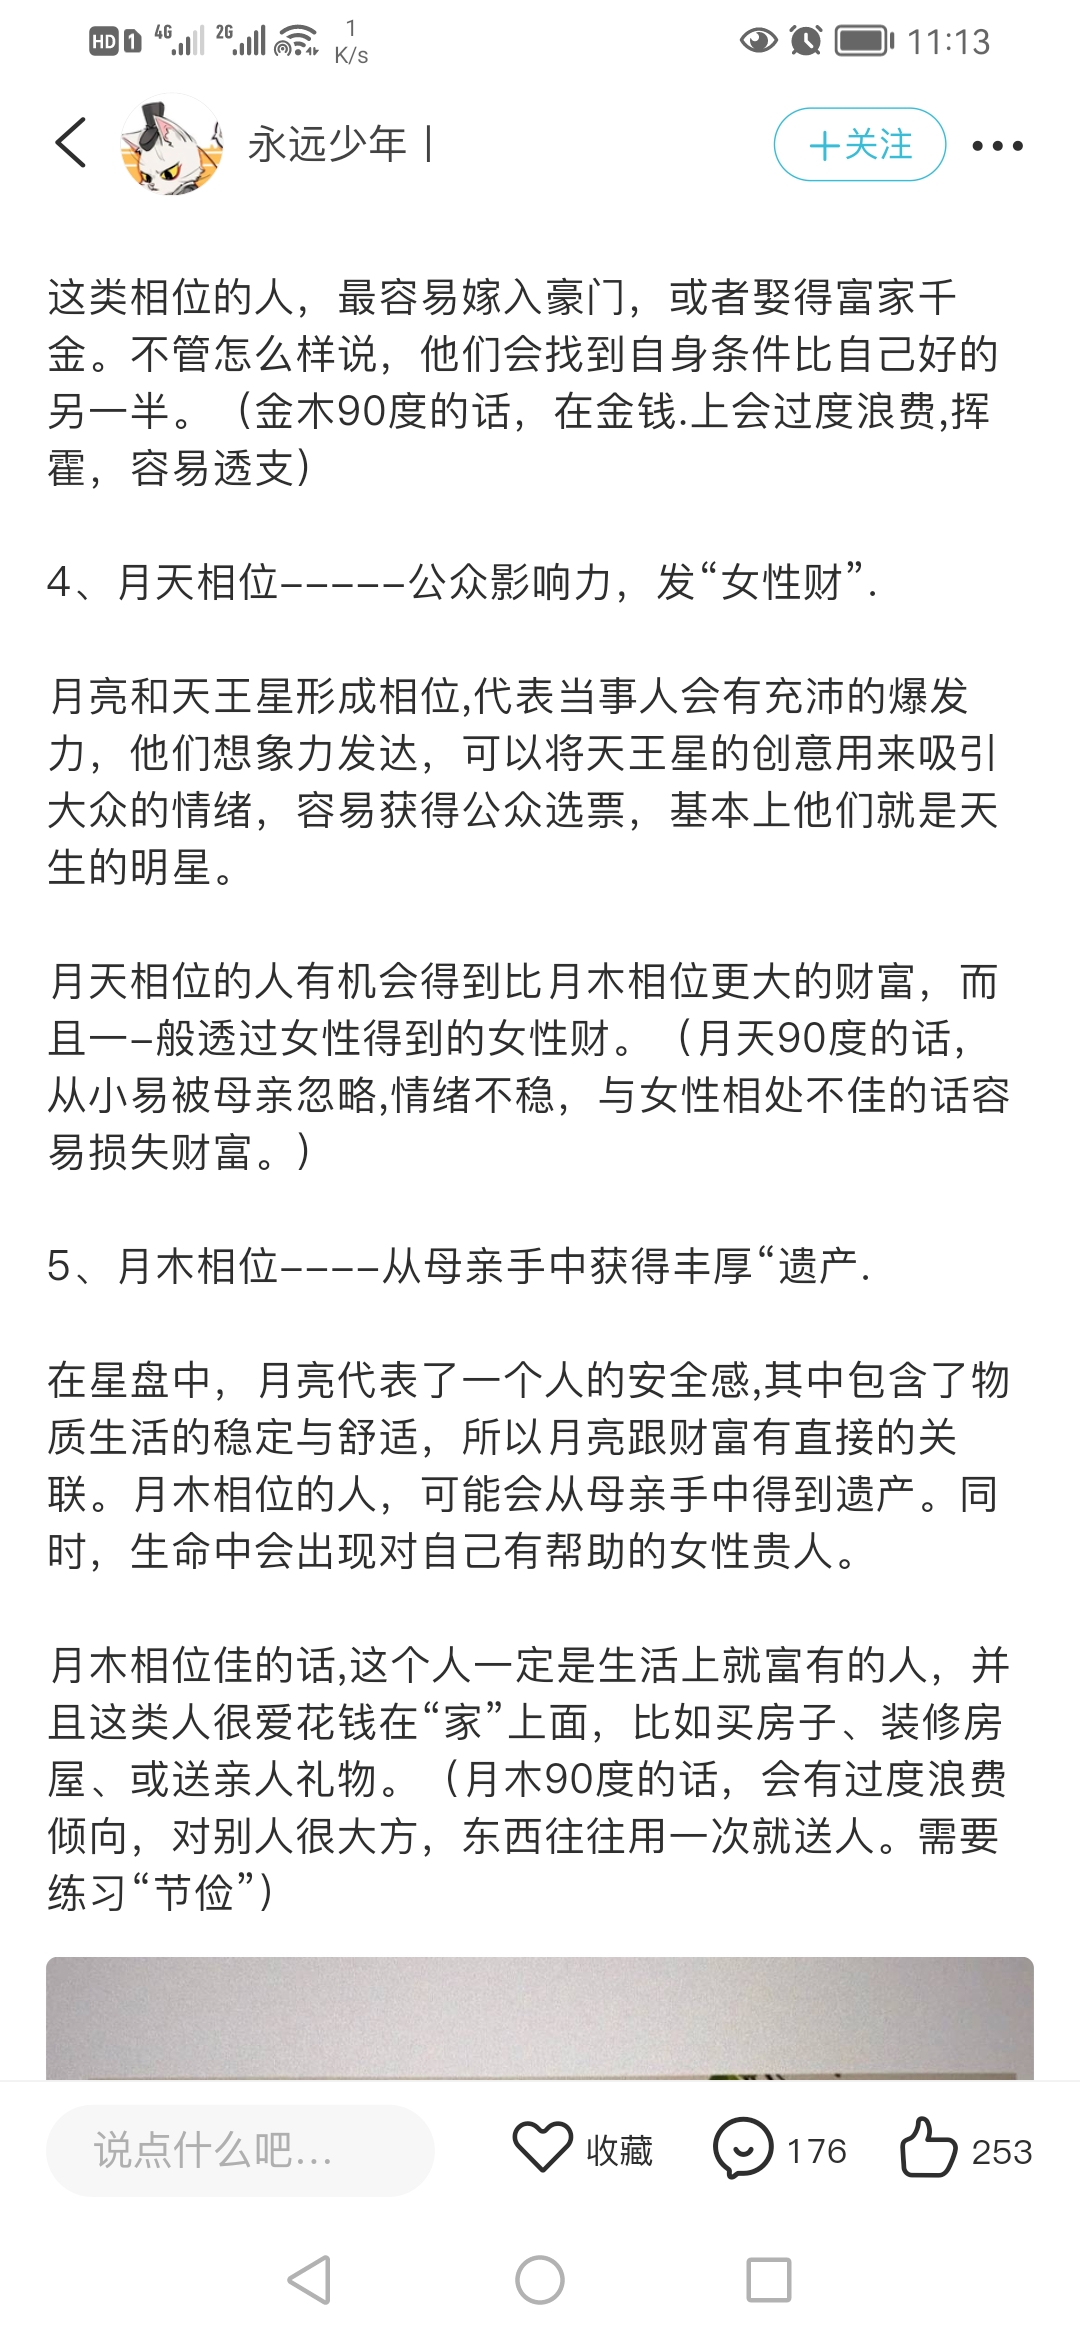 HD 1 4G 2G 1 K/s 11:13
永远少年丨 +关注
这类相位的人，最容易嫁入豪门，或者娶得富家千
金。不管怎么样说，他们会找到自身条件比自己好的
另一半。（金木90度的话，在金钱.上会过度浪费,挥
霍，容易透支）
4、月天相位-----公众影响力，发“女性财”.
月亮和天王星形成相位,代表当事人会有充沛的爆发
力，他们想象力发达，可以将天王星的创意用来吸引
大众的情绪，容易获得公众选票，基本上他们就是天
生的明星。
月天相位的人有机会得到比月木相位更大的财富，而
且一-般透过女性得到的女性财。（月天90度的话，
从小易被母亲忽略,情绪不稳，与女性相处不佳的话容
易损失财富。）
5、月木相位----从母亲手中获得丰厚“遗产.
在星盘中，月亮代表了一个人的安全感,其中包含了物
质生活的稳定与舒适，所以月亮跟财富有直接的关
联。月木相位的人，可能会从母亲手中得到遗产。同
时，生命中会出现对自己有帮助的女性贵人。
月木相位佳的话,这个人一定是生活上就富有的人，并
且这类人很爱花钱在“家”上面，比如买房子、装修房
屋、或送亲人礼物。（月木90度的话，会有过度浪费
倾向，对别人很大方，东西往往用一次就送人。需要
练习“节俭”）
说点什么吧... 收藏 176 253